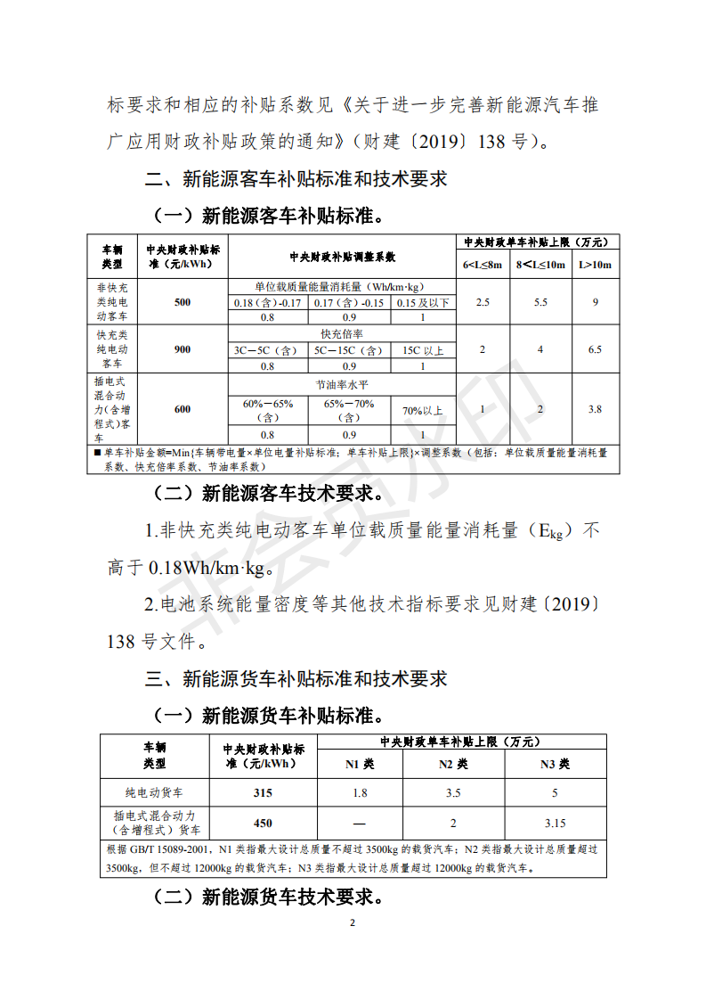 标要求和相应的补贴系数见《关于进一步完善新能源汽车推
广应用财政补贴政策的通知》（财建〔2019〕138 号）。
二、新能源客车补贴标准和技术要求
（一）新能源客车补贴标准。
车辆类型 中央财政补贴标准（元/kWh） 中央财政补贴调整系数 中央财政单车补贴上限（万元）
6<L≤8m 8＜L≤10m L>10m
非快充类纯电动客车 500 单位载质量能量消耗量（Wh/km·kg） 2.5 5.5 9
0.18（含）-0.17 0.17（含）-0.15 0.15 及以下
0.8 0.9 1
快充类纯电动客车 900 快充倍率 2 4 6.5
3C－5C（含） 5C－15C（含） 15C 以上
0.8 0.9 1
插电式混合动力（含增程式）客车 600 节油率水平 1 2 3.8
60%－65%（含） 65%－70%（含） 70%以上
0.8 0.9 1
■ 单车补贴金额=Min{车辆带电量×单位电量补贴标准；单车补贴上限}×调整系数（包括：单位载质量能量消耗量
系数、快充倍率系数、节油率系数）
（二）新能源客车技术要求。
1.非快充类纯电动客车单位载质量能量消耗量（Ekg）不
高于 0.18Wh/km·kg。
2.电池系统能量密度等其他技术指标要求见财建〔2019〕
138 号文件。
三、新能源货车补贴标准和技术要求
（一）新能源货车补贴标准。
车辆类型 中央财政补贴标准（元/kWh） 中央财政单车补贴上限（万元）
N1 类 N2 类 N3 类
纯电动货车 315 1.8 3.5 5
插电式混合动力（含增程式）货车 450 — 2 3.15
根据 GB/T 15089-2001，N1 类指最大设计总质量不超过 3500kg 的载货汽车；N2 类指最大设计总质量超过
3500kg，但不超过 12000kg 的载货汽车；N3 类指最大设计总质量超过 12000kg 的载货汽车。
（二）新能源货车技术要求。
2
非会员水印